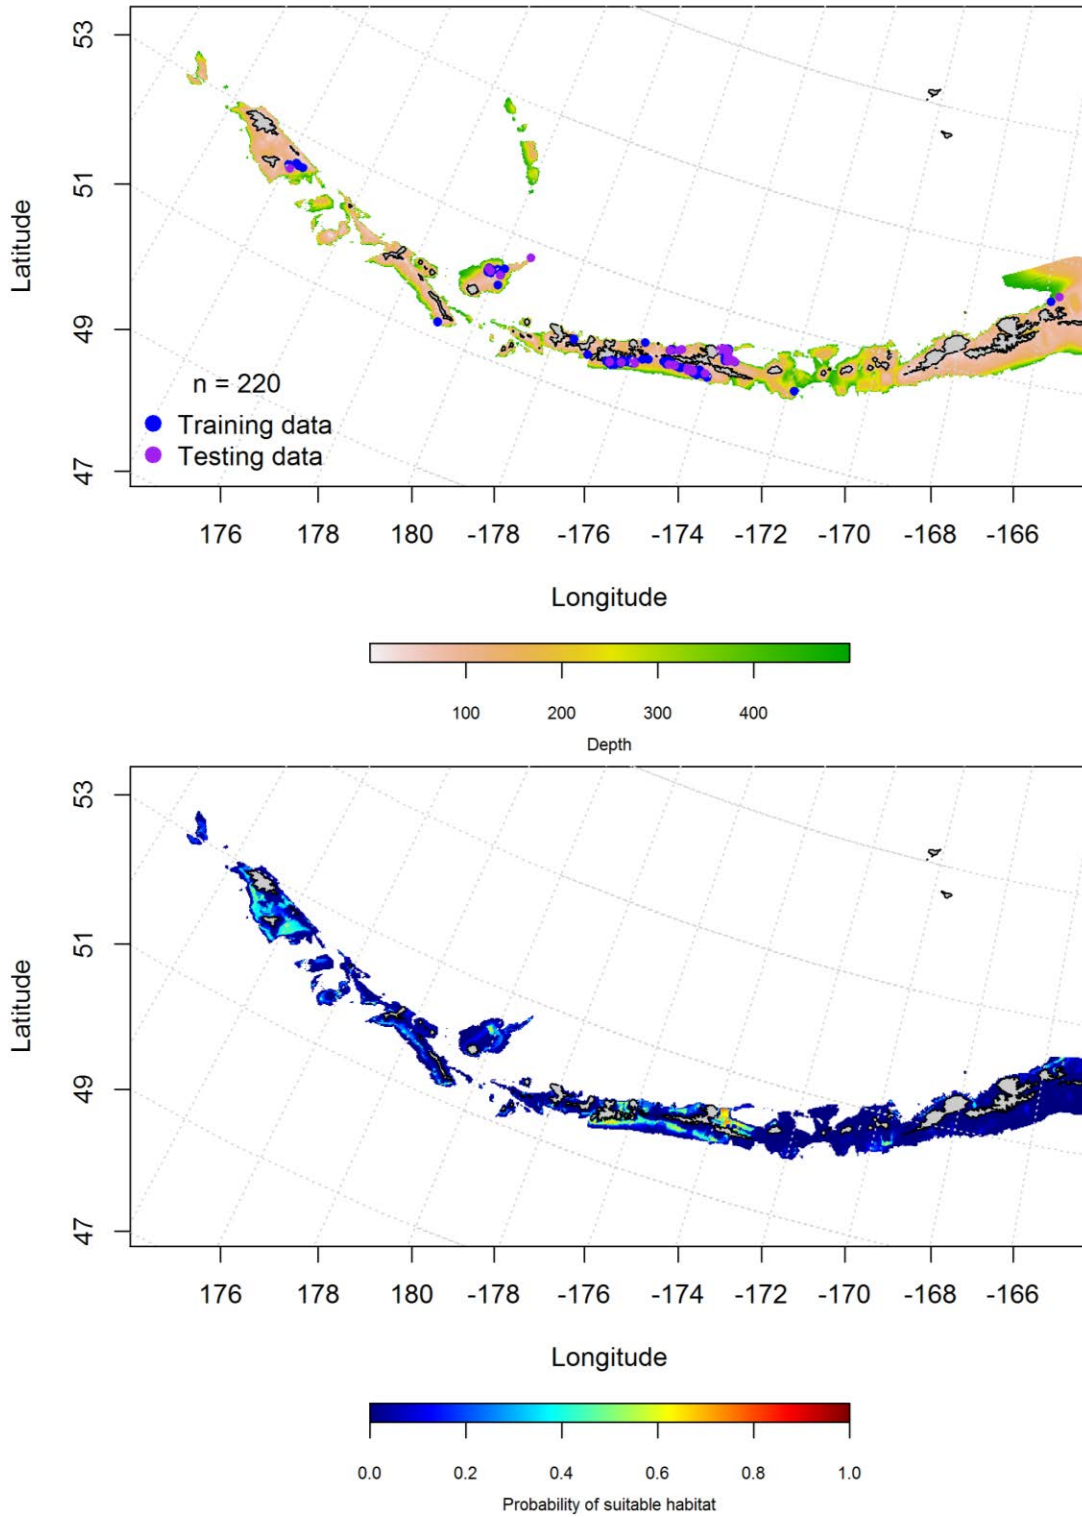 53
51
49
47
Latitude
n = 220
Training data
Testing data
176 178 180 -178 -176 -174 -172 -170 -168 -166
Longitude
100 200 300 400
Depth
53
51
49
47
Latitude
176 178 180 -178 -176 -174 -172 -170 -168 -166
Longitude
0.0 0.2 0.4 0.6 0.8 1.0
Probability of suitable habitat